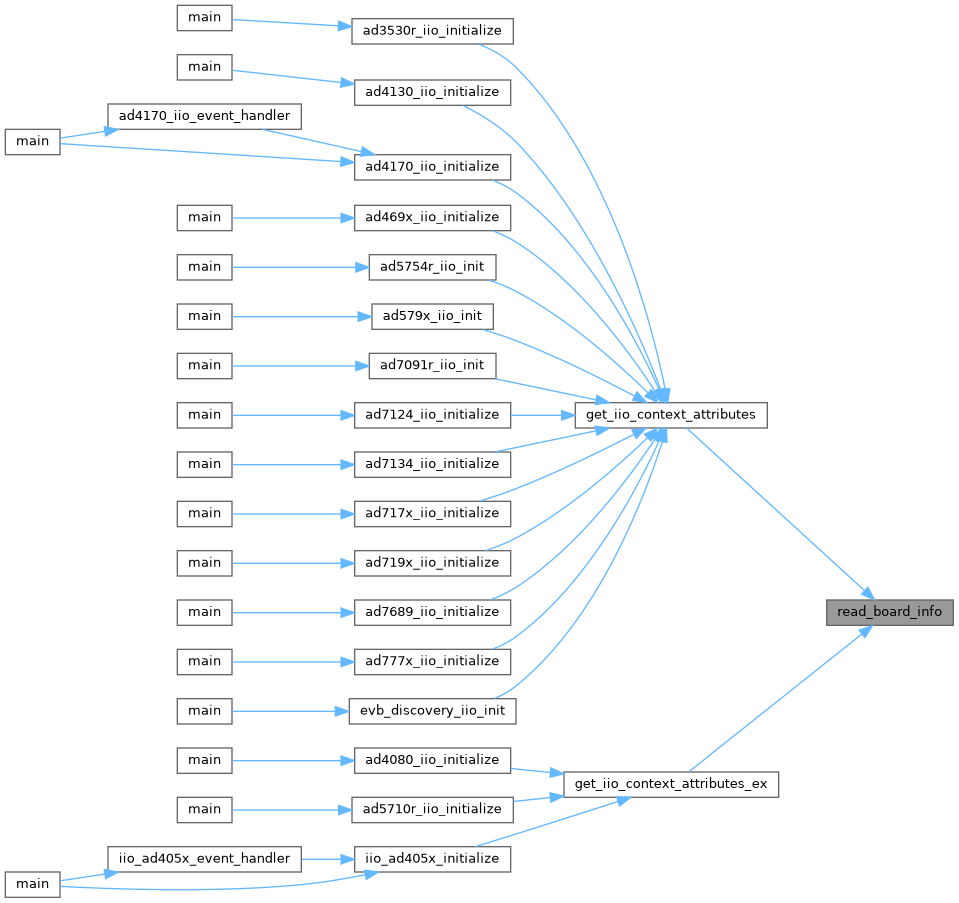 main
ad3530r_iio_initialize
main
ad4130_iio_initialize
ad4170_iio_event_handler
main
ad4170_iio_initialize
main
ad469x_iio_initialize
main
ad5754r_iio_init
main
ad579x_iio_init
main
ad7091r_iio_init
main
ad7124_iio_initialize
get_iio_context_attributes
main
ad7134_iio_initialize
main
ad717x_iio_initialize
main
ad719x_iio_initialize
main
ad7689_iio_initialize
read_board_info
main
ad777x_iio_initialize
main
evb_discovery_iio_init
main
ad4080_iio_initialize
get_iio_context_attributes_ex
main
ad5710r_iio_initialize
iio_ad405x_event_handler
iio_ad405x_initialize
main